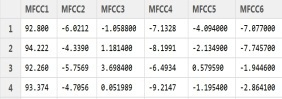 MFCC1 MFCC2 MFCC3 MFCC4 MFCC5 MFCC6
1 92.800 -6.0212 -1.058800 -7.1328 -4.094000 -7.077000
2 94.222 -4.3390 1.181400 -8.1991 -2.134900 -7.745700
3 92.260 -5.7569 3.698400 -6.4934 0.579590 -1.944600
4 93.374 -4.7056 0.051989 -9.2147 -1.195400 -2.864100